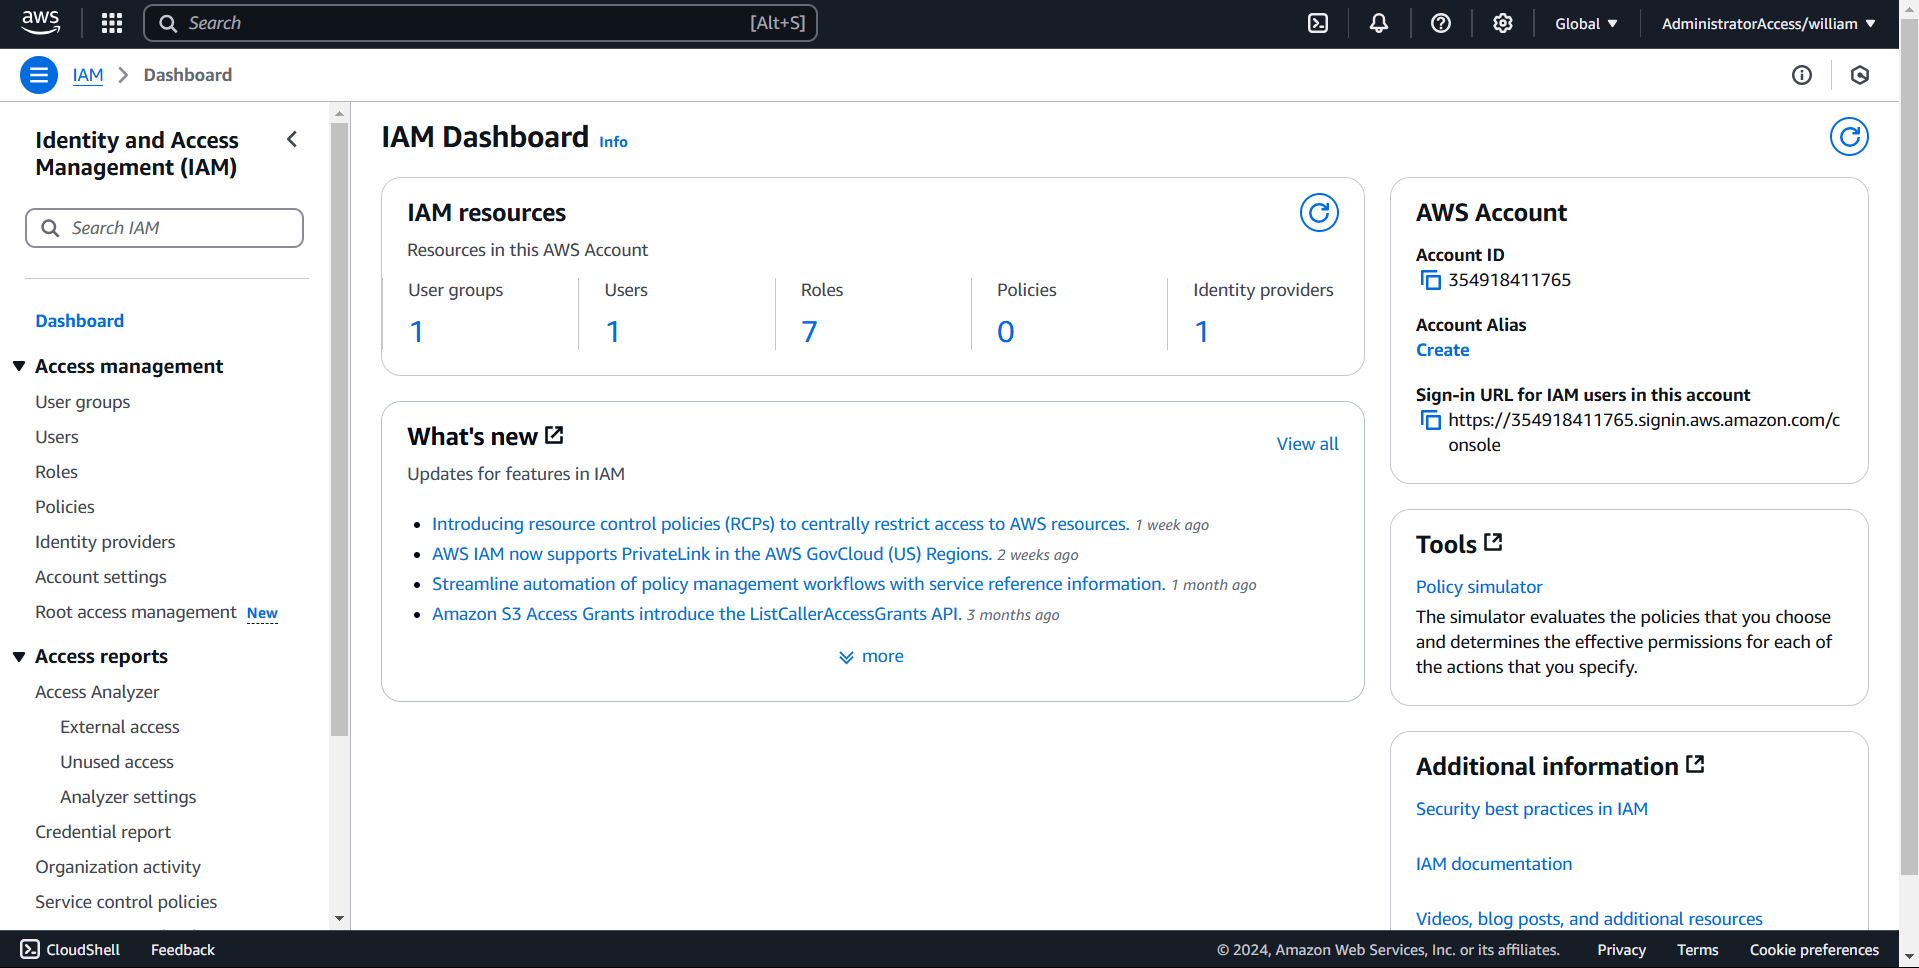 aws
Search [Alt+S]
Global
AdministratorAccess/william
IAM
Dashboard
Identity and Access
Management (IAM)
Search IAM
Dashboard
Access management
User groups
Users
Roles
Policies
Identity providers
Account settings
Root access management New
Access reports
Access Analyzer
External access
Unused access
Analyzer settings
Credential report
Organization activity
Service control policies
IAM Dashboard Info
IAM resources
Resources in this AWS Account
User groups
1
Users
1
Roles
7
Policies
0
Identity providers
1
What's new
View all
Updates for features in IAM
Introducing resource control policies (RCPs) to centrally restrict access to AWS resources. 1 week ago
AWS IAM now supports PrivateLink in the AWS GovCloud (US) Regions. 2 weeks ago
Streamline automation of policy management workflows with service reference information. 1 month ago
Amazon S3 Access Grants introduce the ListCallerAccessGrants API. 3 months ago
more
AWS Account
Account ID
354918411765
Account Alias
Create
Sign-in URL for IAM users in this account
https://354918411765.signin.aws.amazon.com/c
onsole
Tools
Policy simulator
The simulator evaluates the policies that you choose
and determines the effective permissions for each of
the actions that you specify.
Additional information
Security best practices in IAM
IAM documentation
Videos, blog posts, and additional resources
CloudShell
Feedback
© 2024, Amazon Web Services, Inc. or its affiliates.
Privacy
Terms
Cookie preferences